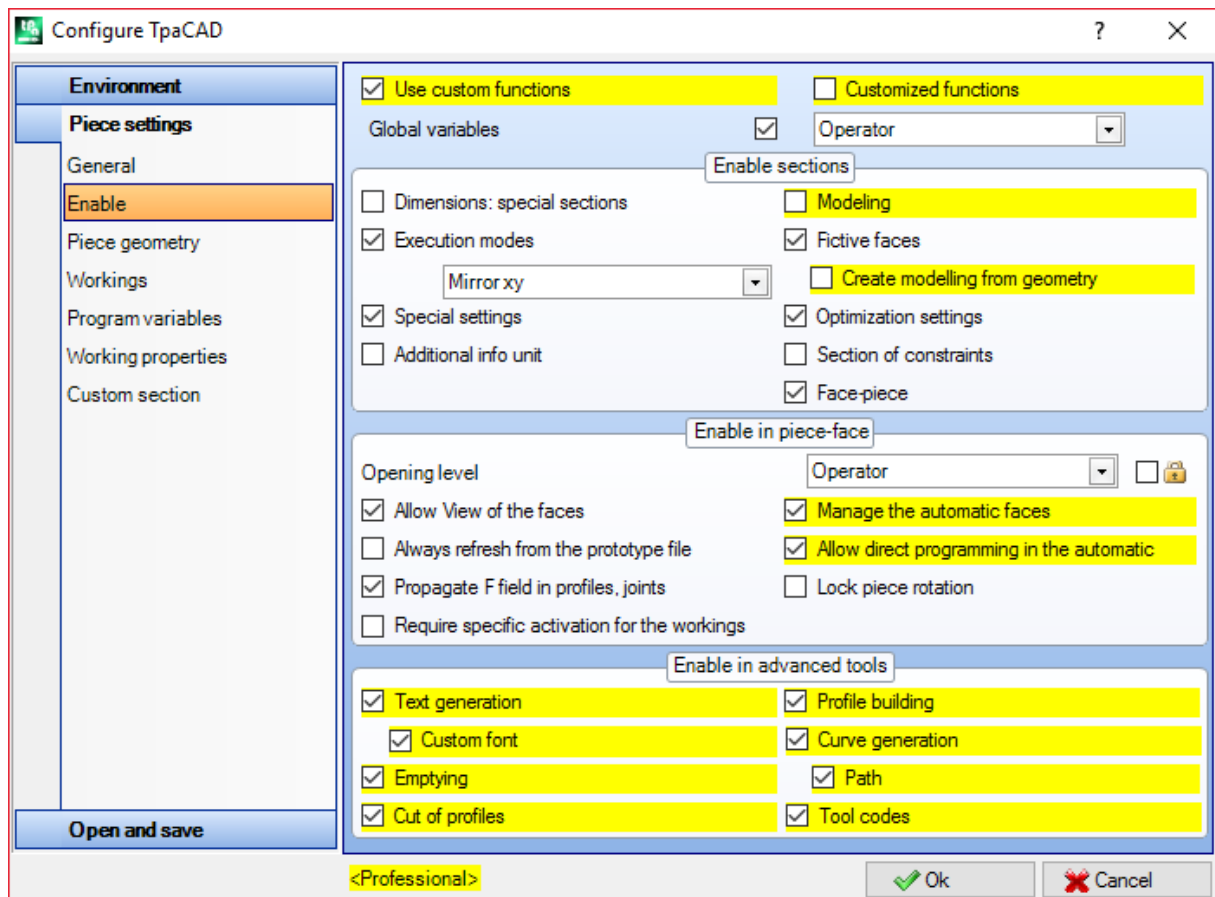 Configure TpaCAD
?
Environment
Piece settings
General
Enable
Piece geometry
Workings
Program variables
Working properties
Custom section
Open and save
Use custom functions
Customized functions
Global variables
Operator
Enable sections
Dimensions: special sections
Modeling
Execution modes
Fictive faces
Mirror xy
Create modelling from geometry
Special settings
Optimization settings
Additional info unit
Section of constraints
Face-piece
Enable in piece-face
Opening level
Operator
Allow View of the faces
Manage the automatic faces
Always refresh from the prototype file
Allow direct programming in the automatic
Propagate F field in profiles, joints
Lock piece rotation
Require specific activation for the workings
Enable in advanced tools
Text generation
Profile building
Custom font
Curve generation
Emptying
Path
Cut of profiles
Tool codes
<Professional>
Ok
Cancel